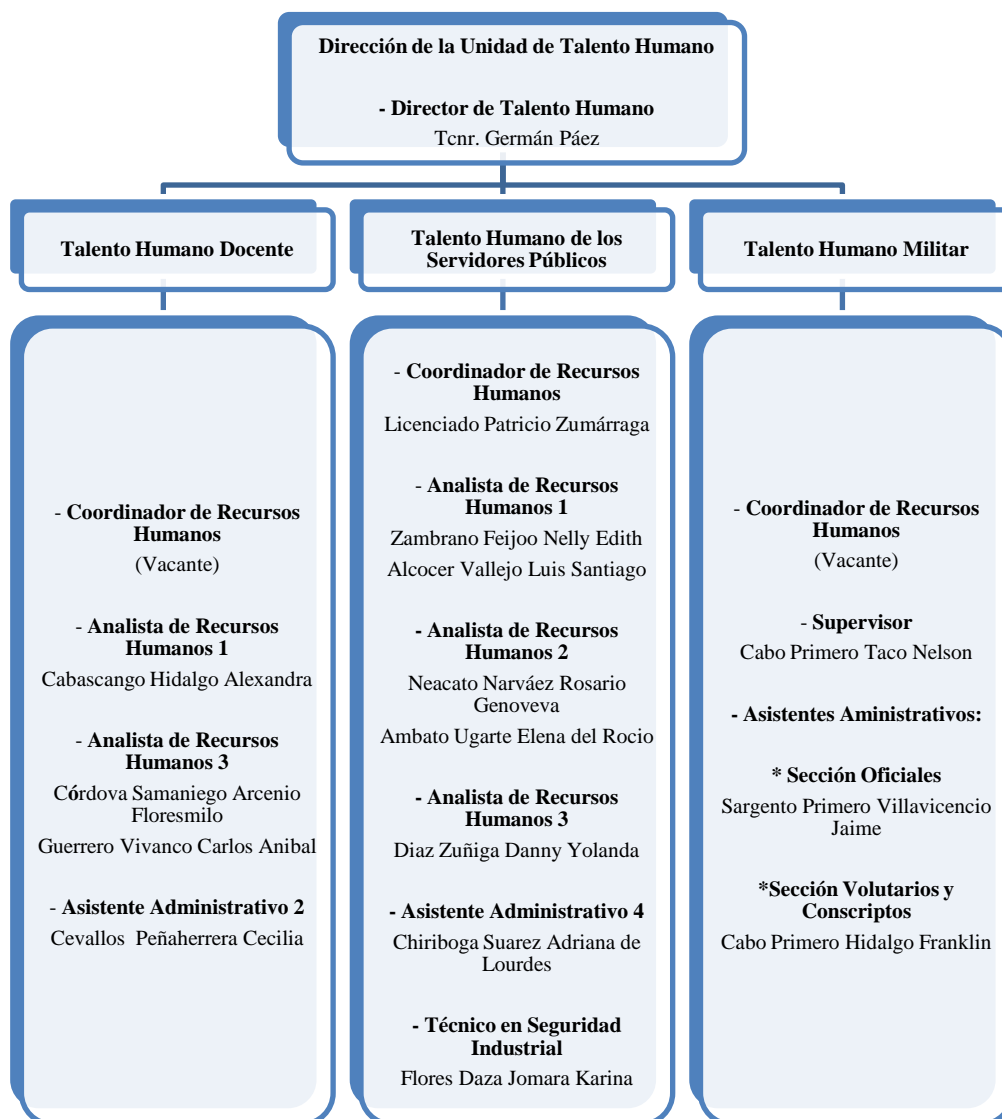 Dirección de la Unidad de Talento Humano
- Director de Talento Humano
Tcnr. Germán Páez
Talento Humano Docente
Talento Humano de los
Servidores Públicos
Talento Humano Militar
- Coordinador de Recursos
Humanos
(Vacante)
- Analista de Recursos
Humanos 1
Cabascango Hidalgo Alexandra
- Analista de Recursos
Humanos 3
Córdova Samaniego Arcenio
Floresmilo
Guerrero Vivanco Carlos Anibal
- Asistente Administrativo 2
Cevallos  Peñaherrera Cecilia
- Coordinador de Recursos
Humanos
Licenciado Patricio Zumárraga
- Analista de Recursos
Humanos 1
Zambrano Feijoo Nelly Edith
Alcocer Vallejo Luis Santiago
- Analista de Recursos
Humanos 2
Neacato Narváez Rosario
Genoveva
Ambato Ugarte Elena del Rocio
- Analista de Recursos
Humanos 3
Diaz Zuñiga Danny Yolanda
- Asistente Administrativo 4
Chiriboga Suarez Adriana de
Lourdes
- Técnico en Seguridad
Industrial
Flores Daza Jomara Karina
- Coordinador de Recursos
Humanos
(Vacante)
- Supervisor
Cabo Primero Taco Nelson
- Asistentes Aministrativos:
* Sección Oficiales
Sargento Primero Villavicencio
Jaime
*Sección Volutarios y
Conscriptos
Cabo Primero Hidalgo Franklin